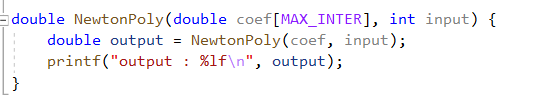 double NewtonPoly(double coef[MAX_INTER], int input) {
    double output = NewtonPoly(coef, input);
    printf("output : %lf\n", output);
}